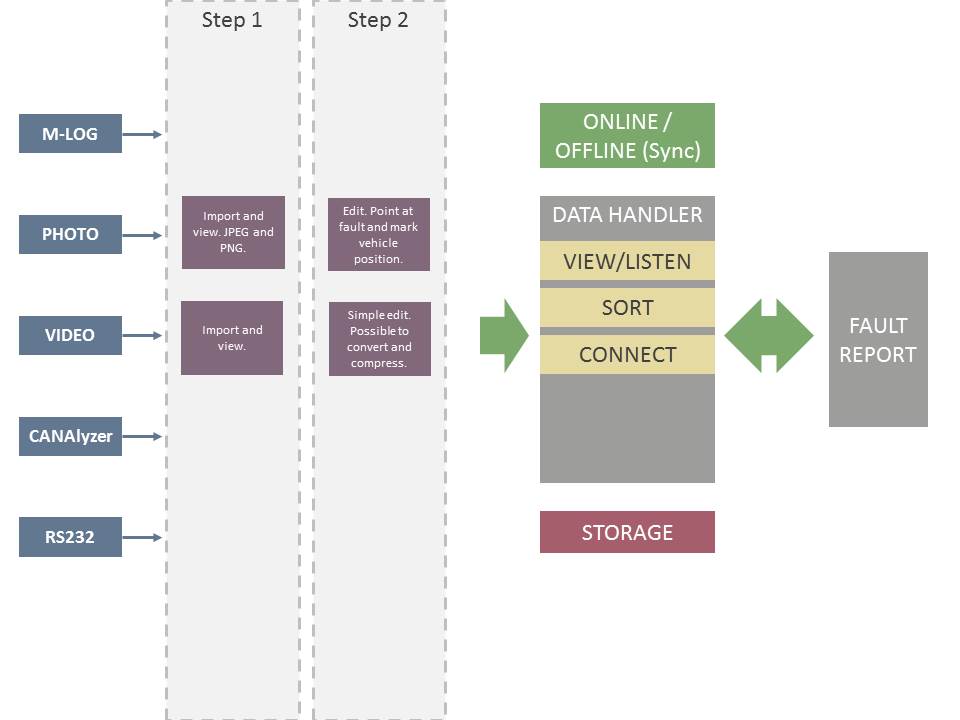 Step 1
Step 2
M-LOG
PHOTO
Import and
view. JPEG and
PNG.
Edit. Point at
fault and mark
vehicle
position.
VIDEO
Import and
view.
Simple edit.
Possible to
convert and
compress.
CANAlyzer
RS232
ONLINE /
OFFLINE (Sync)
DATA HANDLER
VIEW/LISTEN
SORT
CONNECT
STORAGE
FAULT
REPORT